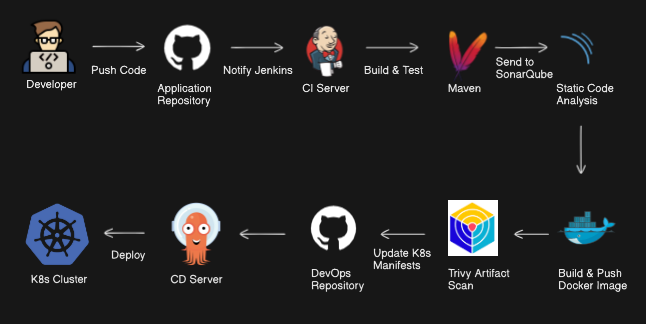 Developer
Push Code
Application
Repository
Notify Jenkins
CI Server
Build & Test
Maven
Send to
SonarQube
Static Code
Analysis
Build & Push
Docker Image
Trivy Artifact
Scan
Update K8s
Manifests
DevOps
Repository
CD Server
Deploy
K8s Cluster